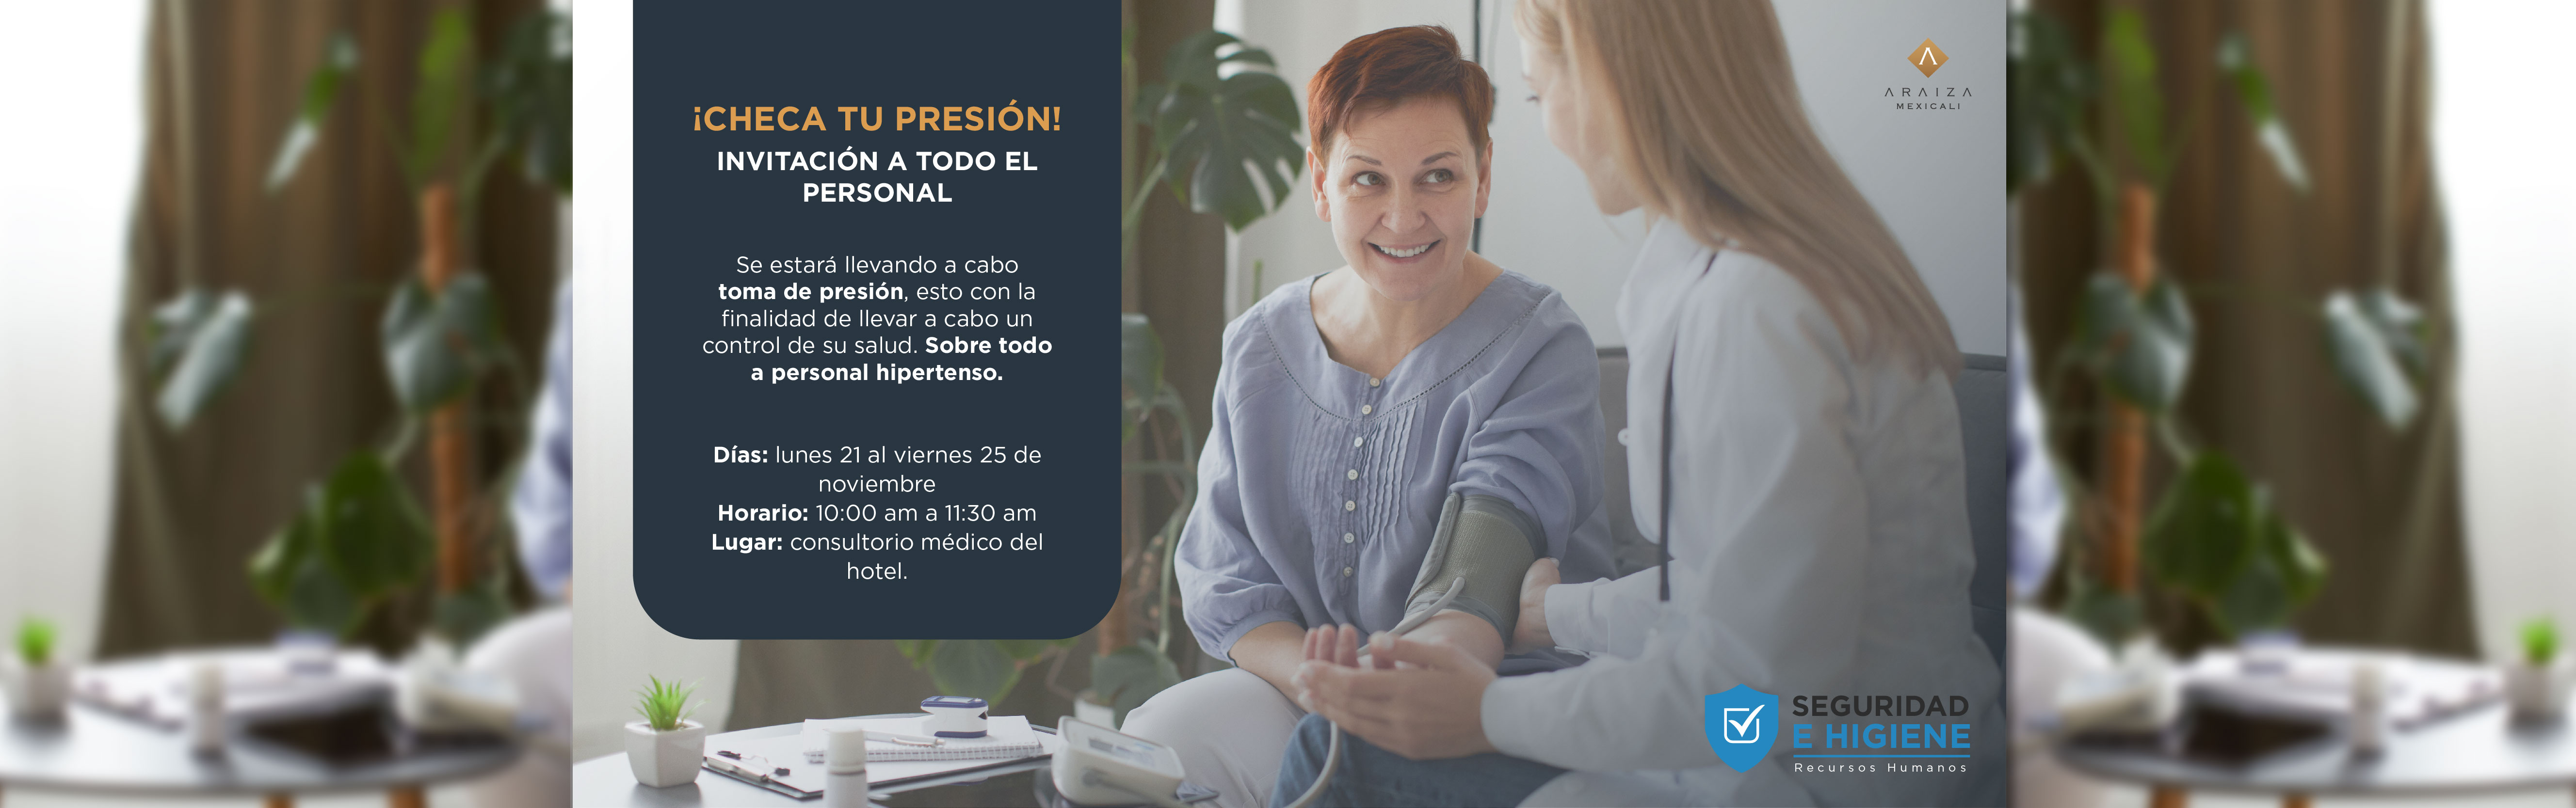 ¡CHECA TU PRESIÓN!
INVITACIÓN A TODO EL
PERSONAL
Se estará llevando a cabo
toma de presión, esto con la
finalidad de llevar a cabo un
control de su salud. Sobre todo
a personal hipertenso.
Días: lunes 21 al viernes 25 de
noviembre
Horario: 10:00 am a 11:30 am
Lugar: consultorio médico del
hotel.
ARAIZA
MEXICALI
SEGURIDAD
E HIGIENE
Recursos Humanos